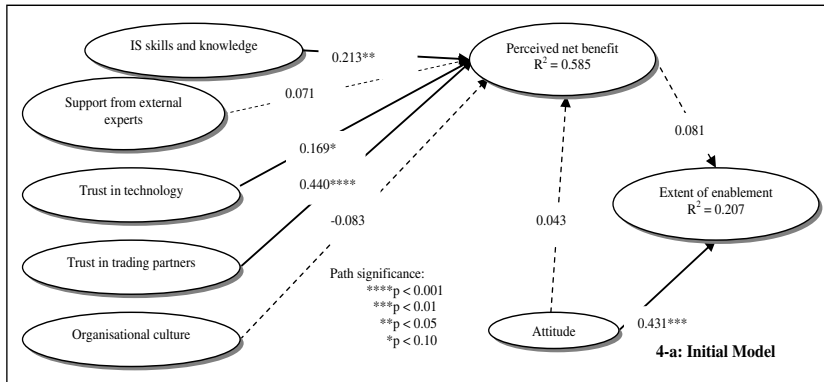 IS skills and knowledge
0.213**
Perceived net benefit
R² = 0.585
Support from external
experts
0.071
0.169*
Trust in technology
0.440****
0.081
Extent of enablement
R² = 0.207
-0.083
0.043
Trust in trading partners
Path significance:
****p < 0.001
***p < 0.01
**p < 0.05
*p < 0.10
Organisational culture
Attitude
0.431***
4-a: Initial Model